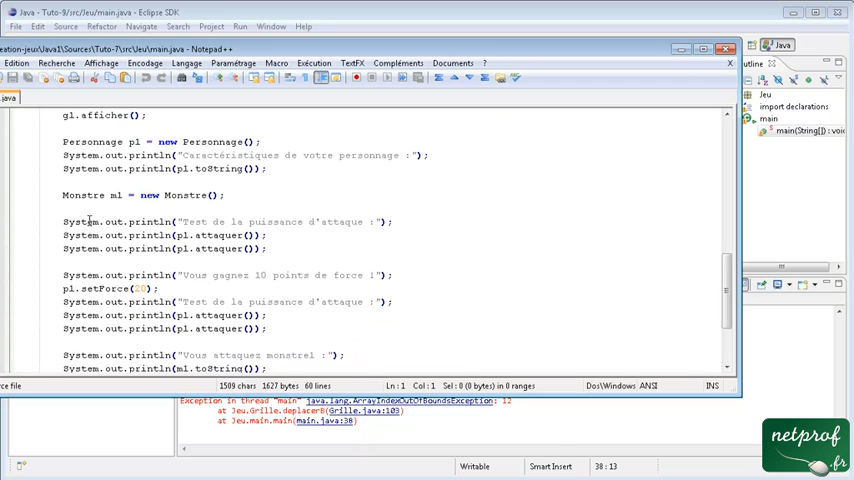 Java - Tuto-9/src/Jeu/main.java - Eclipse SDK
File Edit Source Refactor Navigate Search Project Run Window Help
eation-jeux\Java1\Sources\Tuto-7\src\Jeu\main.java - Notepad++
Edition Recherche Affichage Encodage Langage Paramétrage Macro Exécution Compléments TextFX Documents ?
X
Java
java
utline
g1.afficher();
Jeu
import declarations
main
main(String[]) : voi
Personnage p1 = new Personnage();
System.out.println("Caractéristiques de votre personnage :");
System.out.println(p1.toString());
Monstre m1 = new Monstre();
System.out.println("Test de la puissance d'attaque :");
System.out.println(p1.attaquer());
System.out.println(p1.attaquer());
System.out.println("Vous gagnez 10 points de force !");
p1.setForce(20);
System.out.println("Test de la puissance d'attaque :");
System.out.println(p1.attaquer());
System.out.println(p1.attaquer());
System.out.println("Vous attaquez monstre1 :");
System.out.println(m1.toString());
rce file 1509 chars 1627 bytes 60 lines Ln : 1 Col : 1 Sel : 0 (0 bytes) in 0 ranges Dos\Windows ANSI INS
Exception in thread "main" java.lang.ArrayIndexOutOfBoundsException: 12
at Jeu.Grille.deplacerB(Grille.java:103)
at Jeu.main.main(main.java:38)
Writable Smart Insert 38 : 13
netprof
.fr